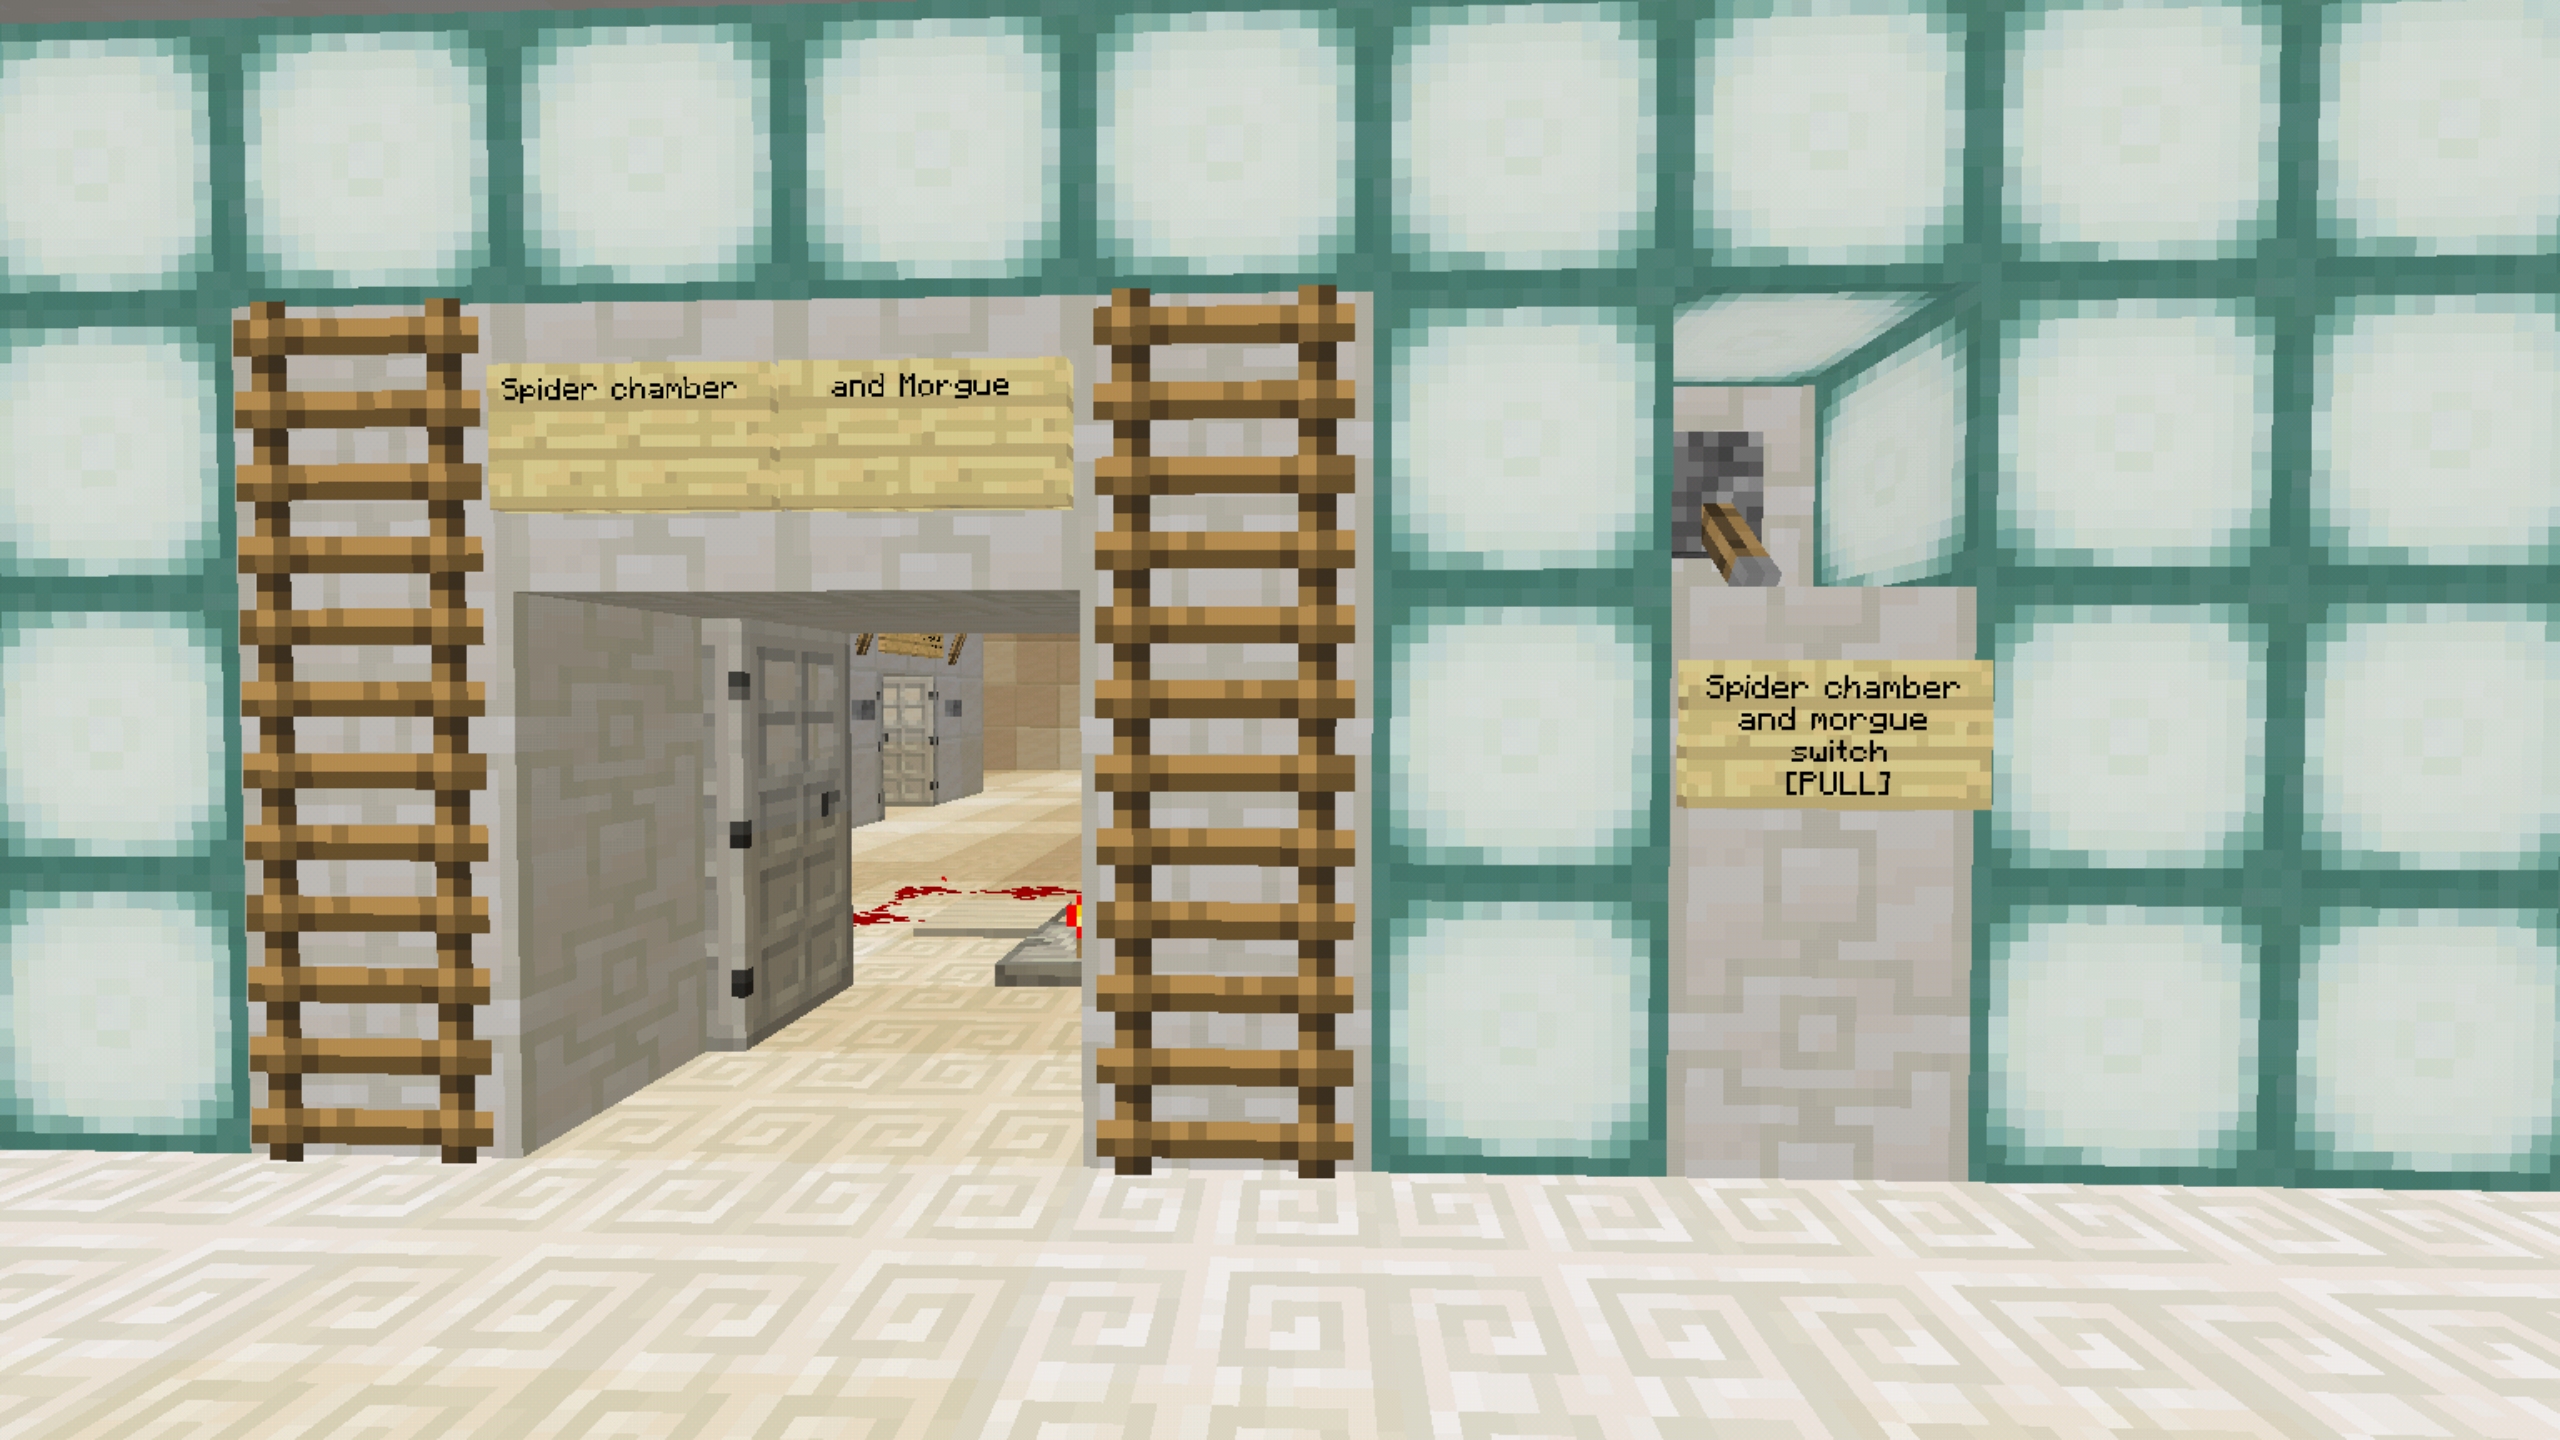 Spider chamber
and Morgue
Spider chamber
and morgue
switch
[PULL]